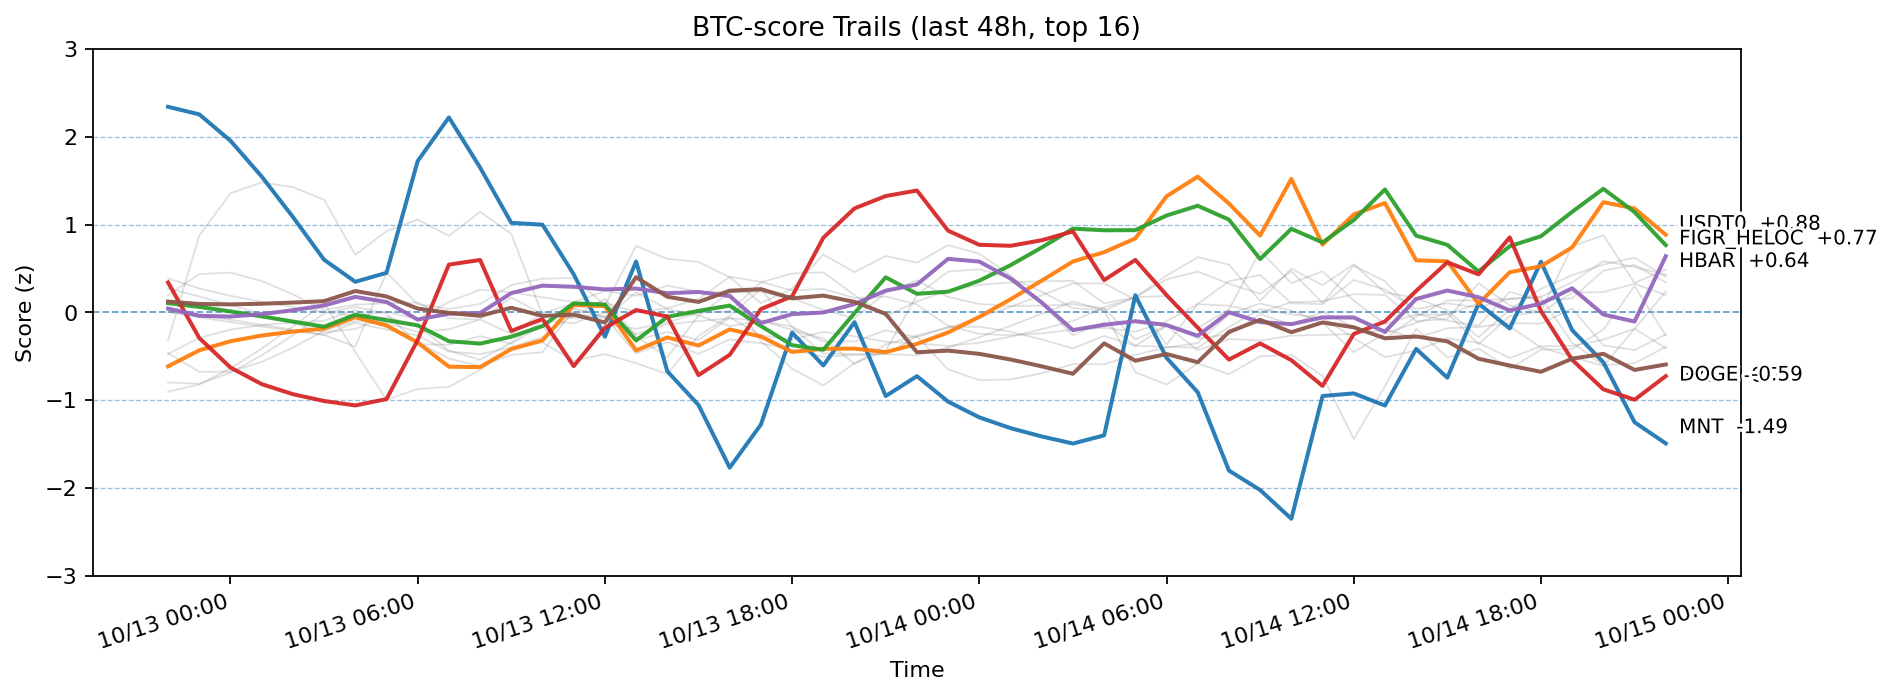 BTC-score Trails (last 48h, top 16)
Score (z)
3
2
1
0
−1
−2
−3
USDT0 +0.88
FIGR_HELOC +0.77
HBAR +0.64
DOGE -0.59
MNT -1.49
10/13 00:00
10/13 06:00
10/13 12:00
10/13 18:00
10/14 00:00
10/14 06:00
10/14 12:00
10/14 18:00
10/15 00:00
Time